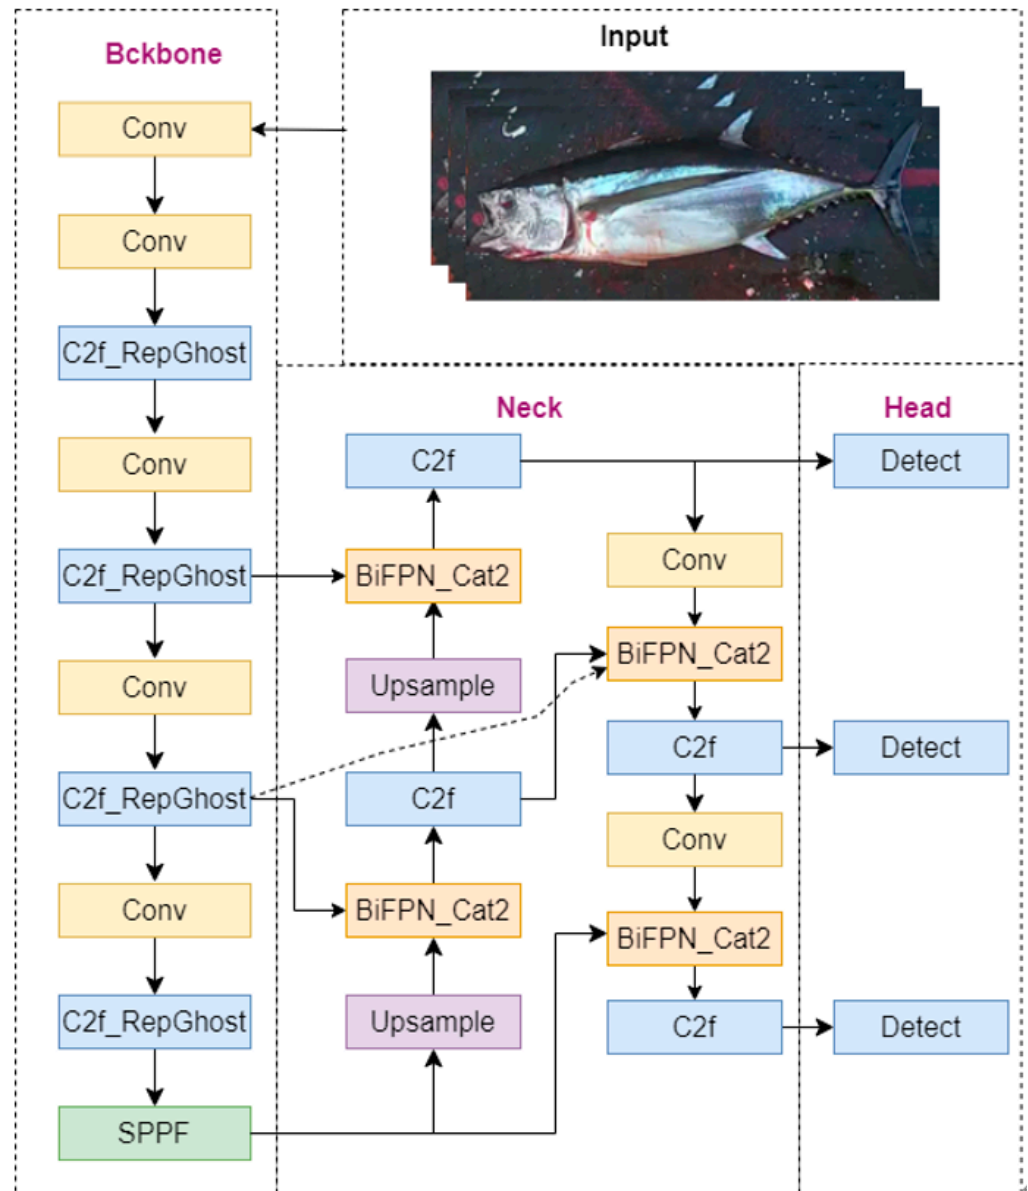 Bckbone
Conv
Conv
C2f_RepGhost
Conv
C2f_RepGhost
Conv
C2f_RepGhost
Conv
C2f_RepGhost
SPPF
Input
Neck
C2f
BiFPN_Cat2
Upsample
C2f
BiFPN_Cat2
Upsample
Conv
BiFPN_Cat2
C2f
Conv
BiFPN_Cat2
C2f
Head
Detect
Detect
Detect